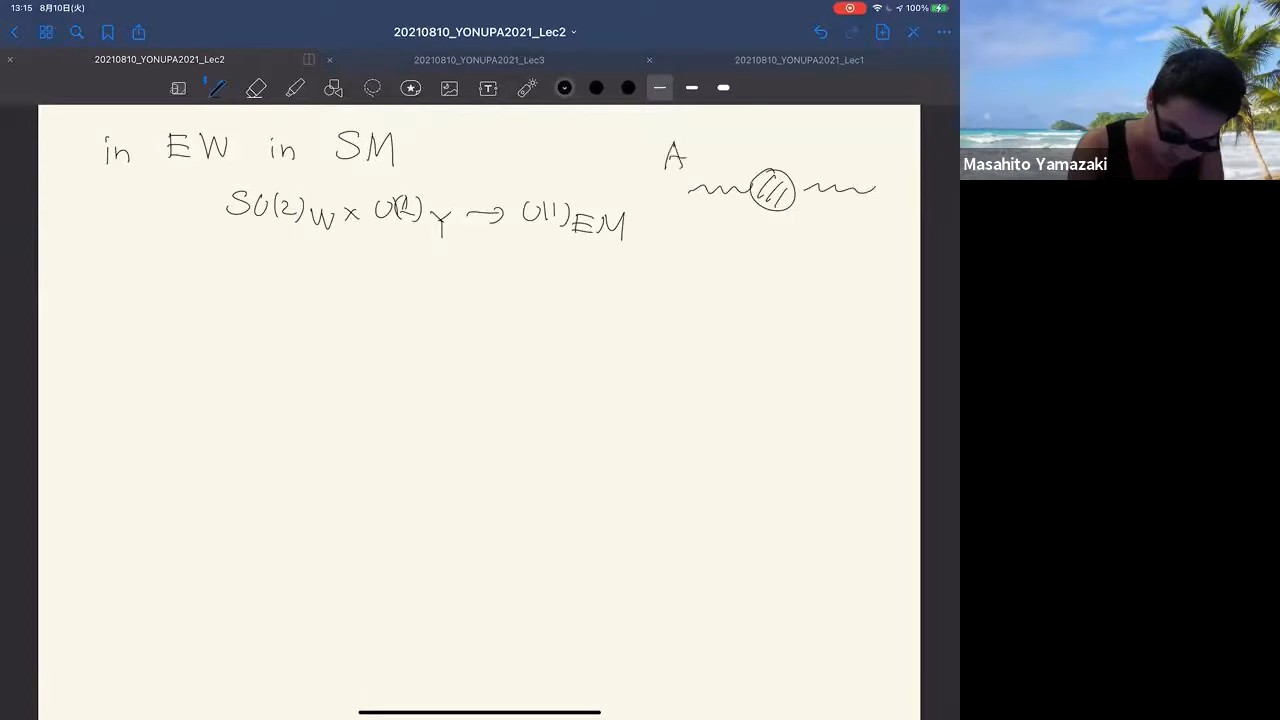 13:15 8月10日(火)
100%
20210810_YONUPA2021_Lec2
20210810_YONUPA2021_Lec2
20210810_YONUPA2021_Lec3
20210810_YONUPA2021_Lec1
in EW in SM
A
SU(2)W × U(1)Y → U(1)EM
Masahito Yamazaki